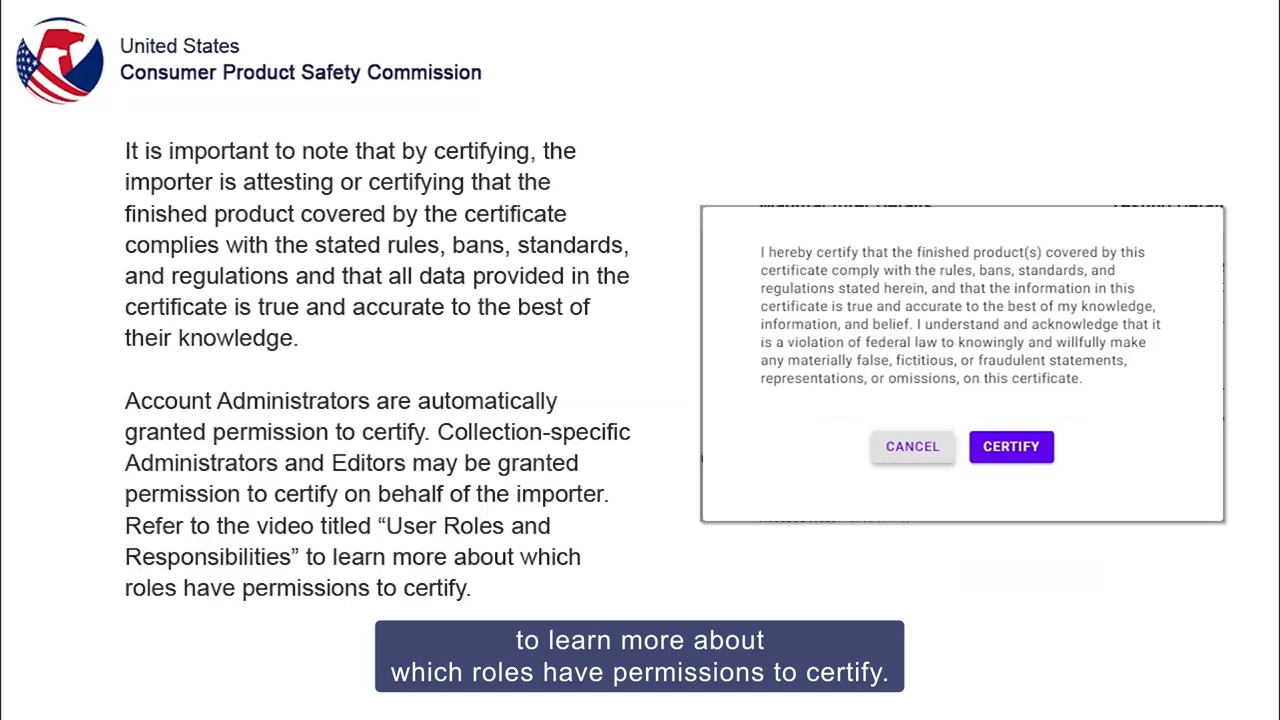 United States
Consumer Product Safety Commission
It is important to note that by certifying, the
importer is attesting or certifying that the
finished product covered by the certificate
complies with the stated rules, bans, standards,
and regulations and that all data provided in the
certificate is true and accurate to the best of
their knowledge.
Account Administrators are automatically
granted permission to certify. Collection-specific
Administrators and Editors may be granted
permission to certify on behalf of the importer.
Refer to the video titled “User Roles and
Responsibilities” to learn more about which
roles have permissions to certify.
I hereby certify that the finished product(s) covered by this
certificate comply with the rules, bans, standards, and
regulations stated herein, and that the information in this
certificate is true and accurate to the best of my knowledge,
information, and belief. I understand and acknowledge that it
is a violation of federal law to knowingly and willfully make
any materially false, fictitious, or fraudulent statements,
representations, or omissions, on this certificate.
CANCEL CERTIFY
to learn more about
which roles have permissions to certify.